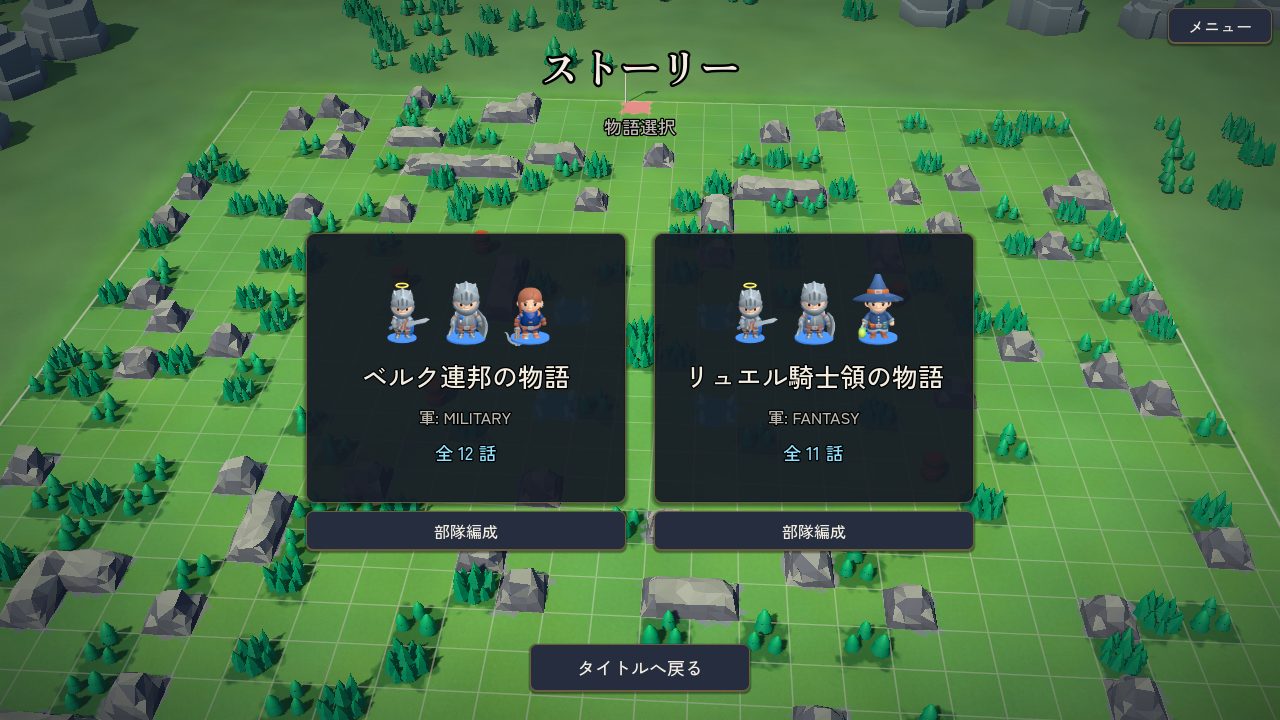 メニュー
ストーリー
物語選択
ベルク連邦の物語
軍: MILITARY
全 12 話
部隊編成
リュエル騎士領の物語
軍: FANTASY
全 11 話
部隊編成
タイトルへ戻る